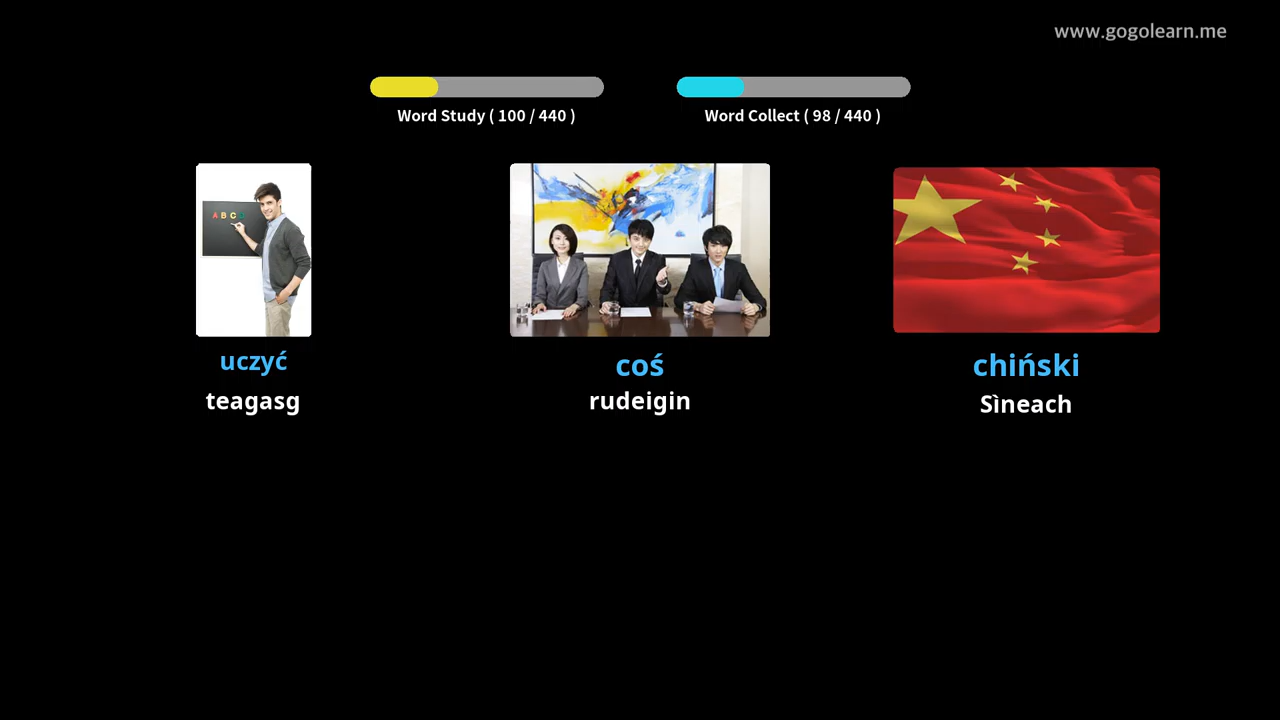 www.gogolearn.me
Word Study ( 100 / 440 )
Word Collect ( 98 / 440 )
A B C D
uczyć
coś
chiński
teagasg
rudeigin
Sìneach